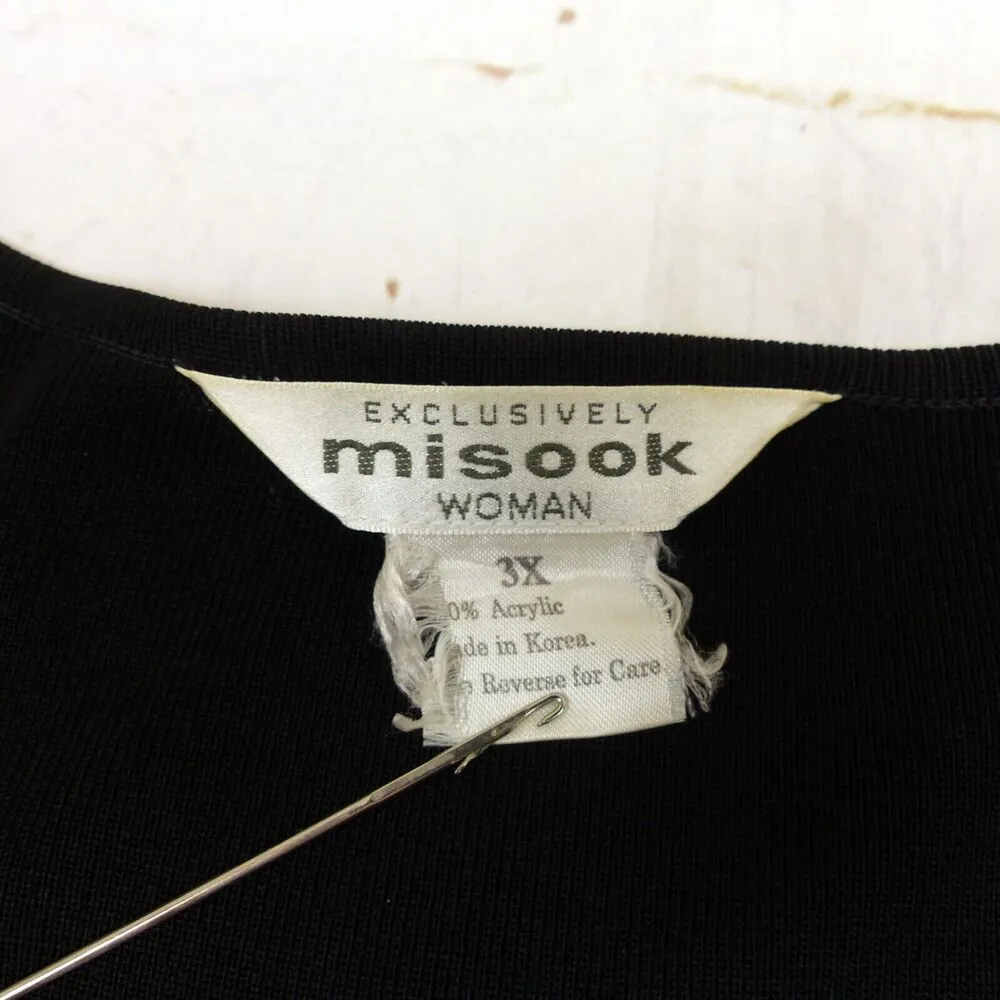 EXCLUSIVELY
misook
WOMAN
3X
0% Acrylic
de in Korea.
Reverse for Care